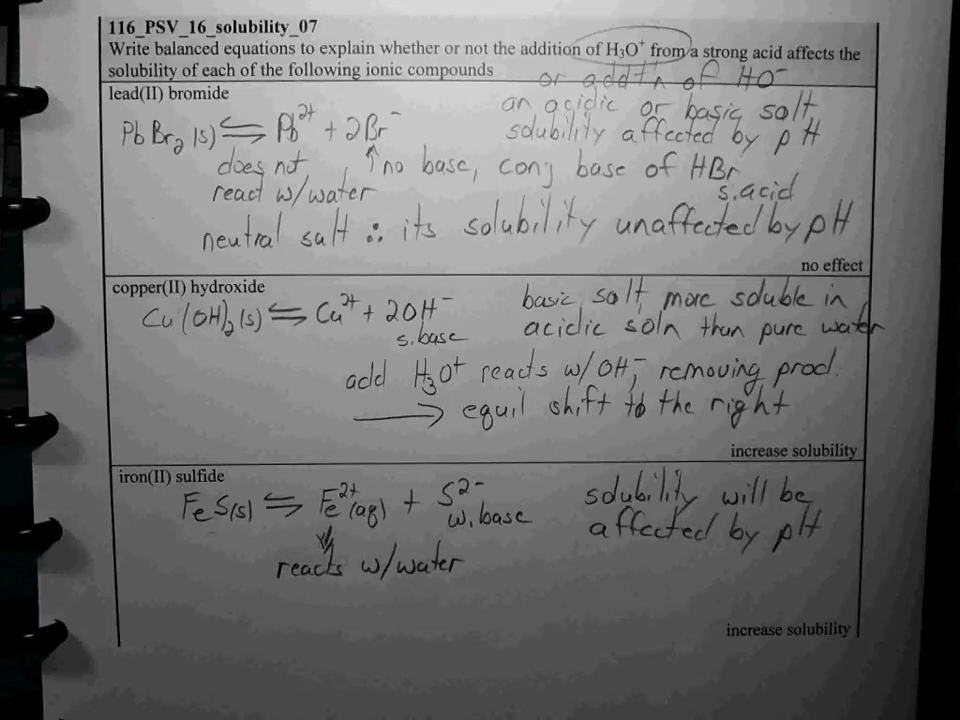 116_PSV_16_solubility_07
Write balanced equations to explain whether or not the addition of H₃O⁺ from a strong acid affects the
solubility of each of the following ionic compounds
or addtn of HO⁻
lead(II) bromide
an acidic or basic salt,
PbBr₂(s) ⇌ Pb²⁺ + 2Br⁻
solubility affected by pH
does not
react w/water
↑ no base, conj base of HBr
s.acid
neutral salt ∴ its solubility unaffected by pH
no effect
copper(II) hydroxide
Cu(OH)₂(s) ⇌ Cu²⁺ + 2OH⁻
s.base
basic salt, more soluble in
acidic soln than pure water
add H₃O⁺ reacts w/OH⁻, removing prod.
⟶ equil shift to the right
increase solubility
iron(II) sulfide
FeS(s) ⇌ Fe²⁺(aq) + S²⁻
w.base
solubility will be
affected by pH
reacts w/water
increase solubility